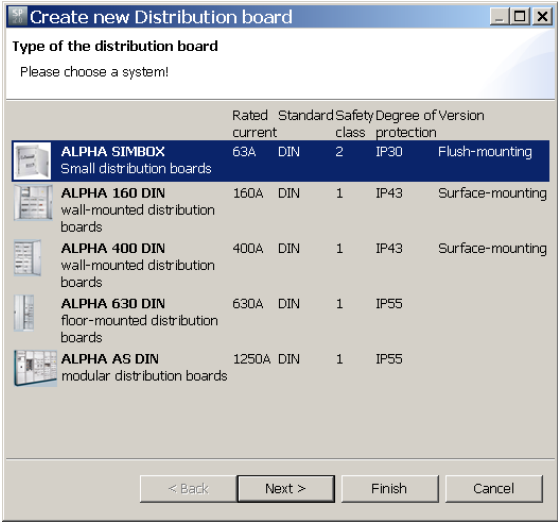 Create new Distribution board
Type of the distribution board
Please choose a system!
Rated Standard Safety Degree of Version
current class protection
ALPHA SIMBOX 63A DIN 2 IP30 Flush-mounting
Small distribution boards
ALPHA 160 DIN 160A DIN 1 IP43 Surface-mounting
wall-mounted distribution
boards
ALPHA 400 DIN 400A DIN 1 IP43 Surface-mounting
wall-mounted distribution
boards
ALPHA 630 DIN 630A DIN 1 IP55
floor-mounted distribution
boards
ALPHA AS DIN 1250A DIN 1 IP55
modular distribution boards
< Back Next > Finish Cancel